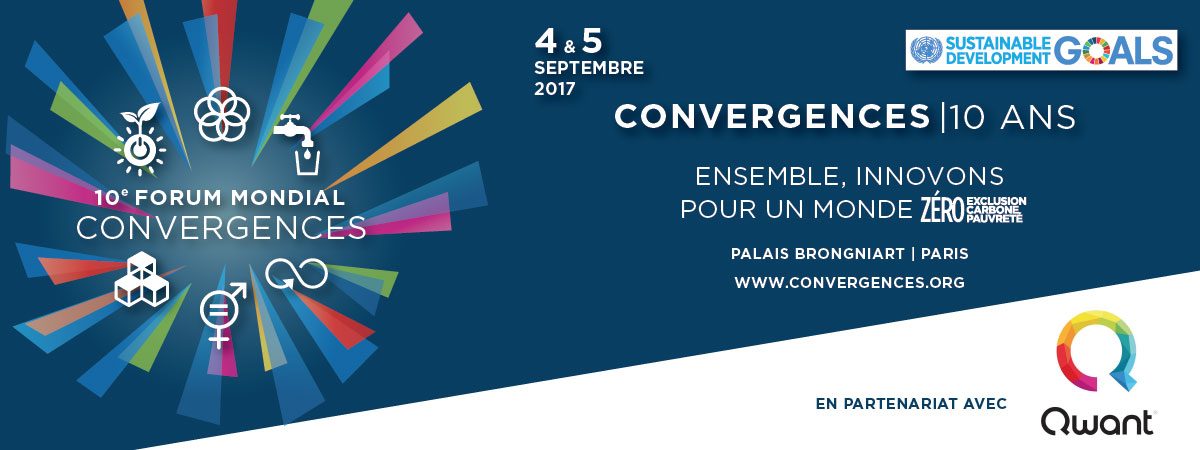 10e FORUM MONDIAL
CONVERGENCES
4 & 5
SEPTEMBRE
2017
SUSTAINABLE
DEVELOPMENT
GOALS
CONVERGENCES | 10 ANS
ENSEMBLE, INNOVONS
POUR UN MONDE ZÉRO
EXCLUSION
CARBONE
PAUVRETÉ
PALAIS BRONGNIART | PARIS
WWW.CONVERGENCES.ORG
EN PARTENARIAT AVEC
Qwant